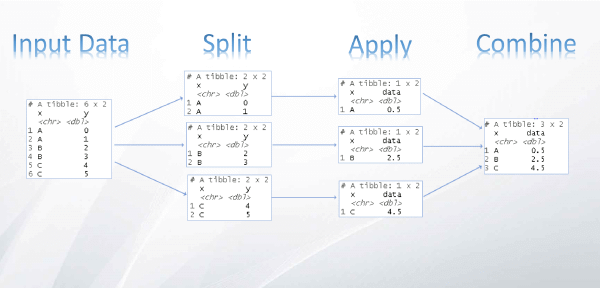 Input Data
Split
Apply
Combine
# A tibble: 6 x 2
x y
<chr> <dbl>
1 A 0
2 A 1
3 B 2
4 B 3
5 C 4
6 C 5
# A tibble: 2 x 2
x y
<chr> <dbl>
1 A 0
2 A 1
# A tibble: 2 x 2
x y
<chr> <dbl>
1 B 2
2 B 3
# A tibble: 2 x 2
x y
<chr> <dbl>
1 C 4
2 C 5
# A tibble: 1 x 2
x data
<chr> <dbl>
1 A 0.5
# A tibble: 1 x 2
x data
<chr> <dbl>
1 B 2.5
# A tibble: 1 x 2
x data
<chr> <dbl>
1 C 4.5
# A tibble: 3 x 2
x data
<chr> <dbl>
1 A 0.5
2 B 2.5
3 C 4.5